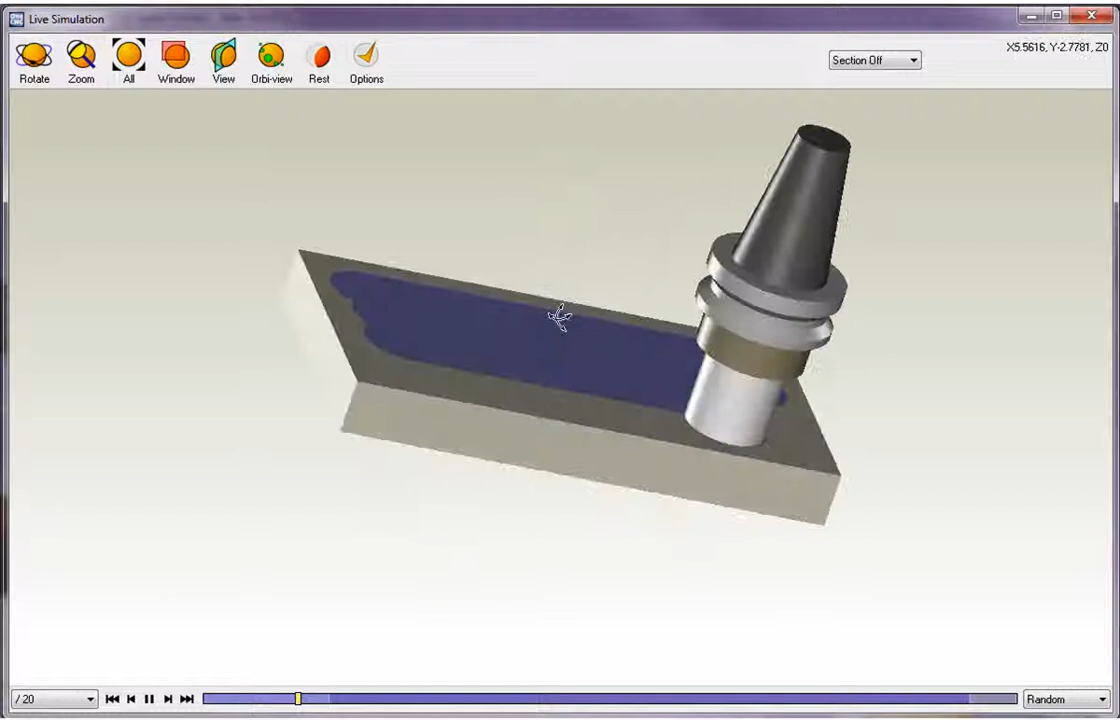 Live Simulation
Rotate Zoom All Window View Orbi-view Rest Options
Section Off
X5.5616, Y-2.7781, Z0
/ 20
Random